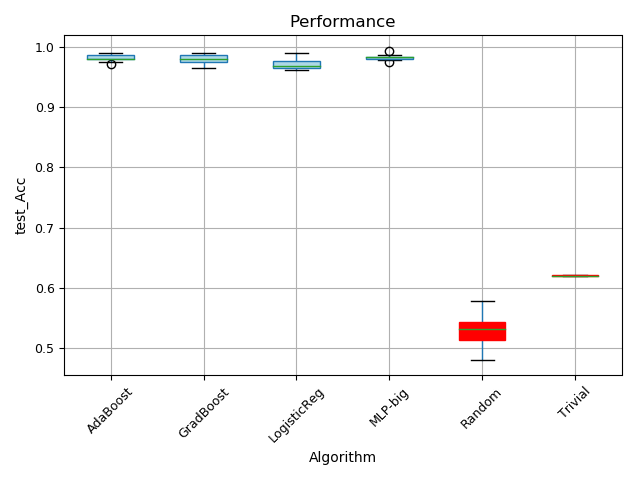 Performance
test_Acc
1.0
0.9
0.8
0.7
0.6
0.5
AdaBoost
GradBoost
LogisticReg
MLP-big
Random
Trivial
Algorithm